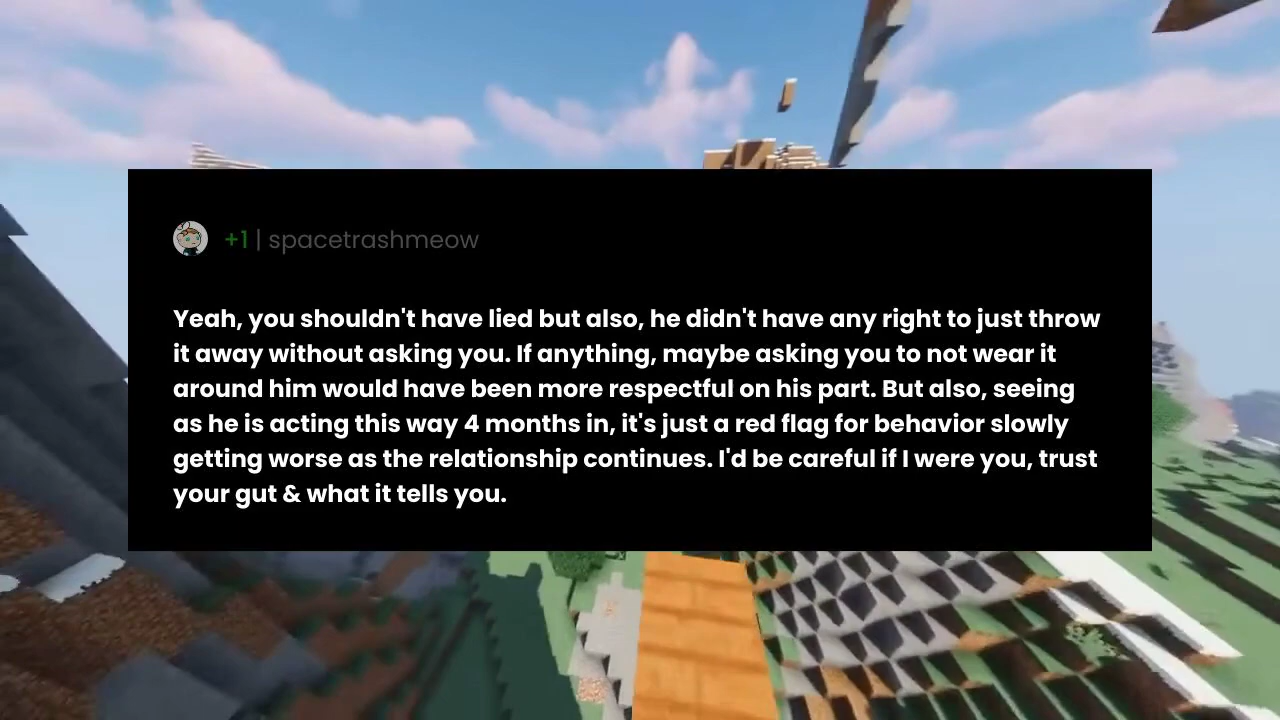 +1 | spacetrashmeow
Yeah, you shouldn't have lied but also, he didn't have any right to just throw
it away without asking you. If anything, maybe asking you to not wear it
around him would have been more respectful on his part. But also, seeing
as he is acting this way 4 months in, it's just a red flag for behavior slowly
getting worse as the relationship continues. I'd be careful if I were you, trust
your gut & what it tells you.